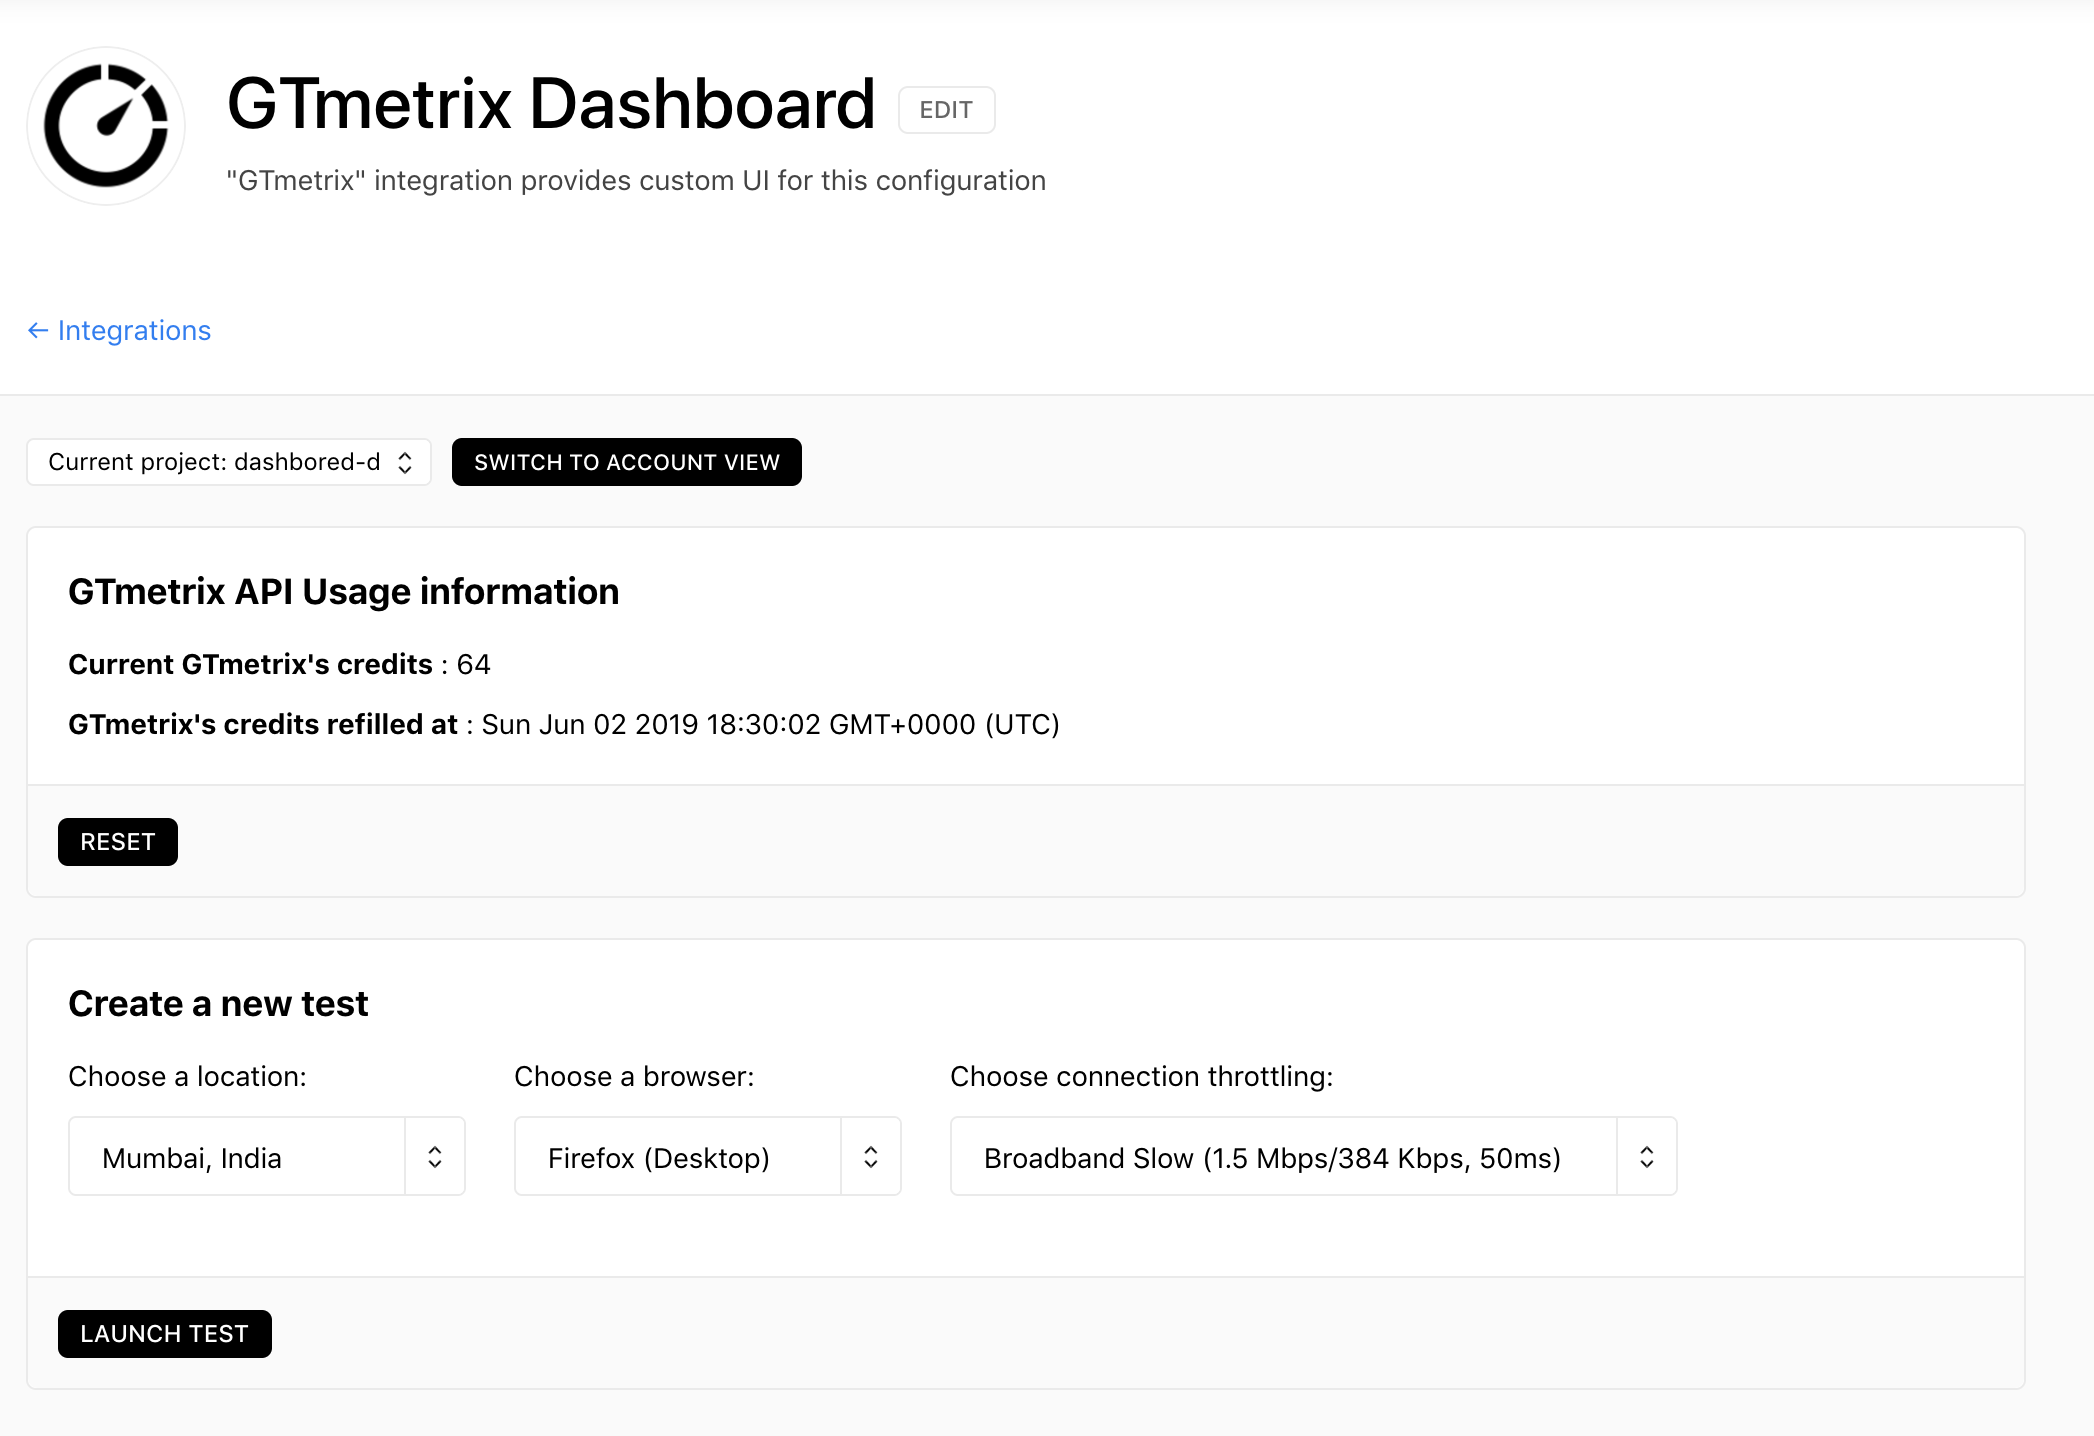 GTmetrix Dashboard EDIT
"GTmetrix" integration provides custom UI for this configuration
← Integrations
Current project: dashbored-d SWITCH TO ACCOUNT VIEW
GTmetrix API Usage information
Current GTmetrix's credits : 64
GTmetrix's credits refilled at : Sun Jun 02 2019 18:30:02 GMT+0000 (UTC)
RESET
Create a new test
Choose a location: Choose a browser: Choose connection throttling:
Mumbai, India Firefox (Desktop) Broadband Slow (1.5 Mbps/384 Kbps, 50ms)
LAUNCH TEST